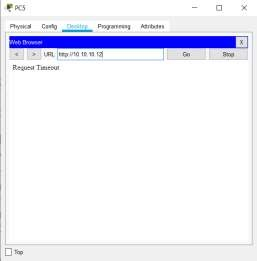 PC5
Physical Config Desktop Programming Attributes
Web Browser X
< > URL http://10.10.10.12 Go Stop
Request Timeout
Top